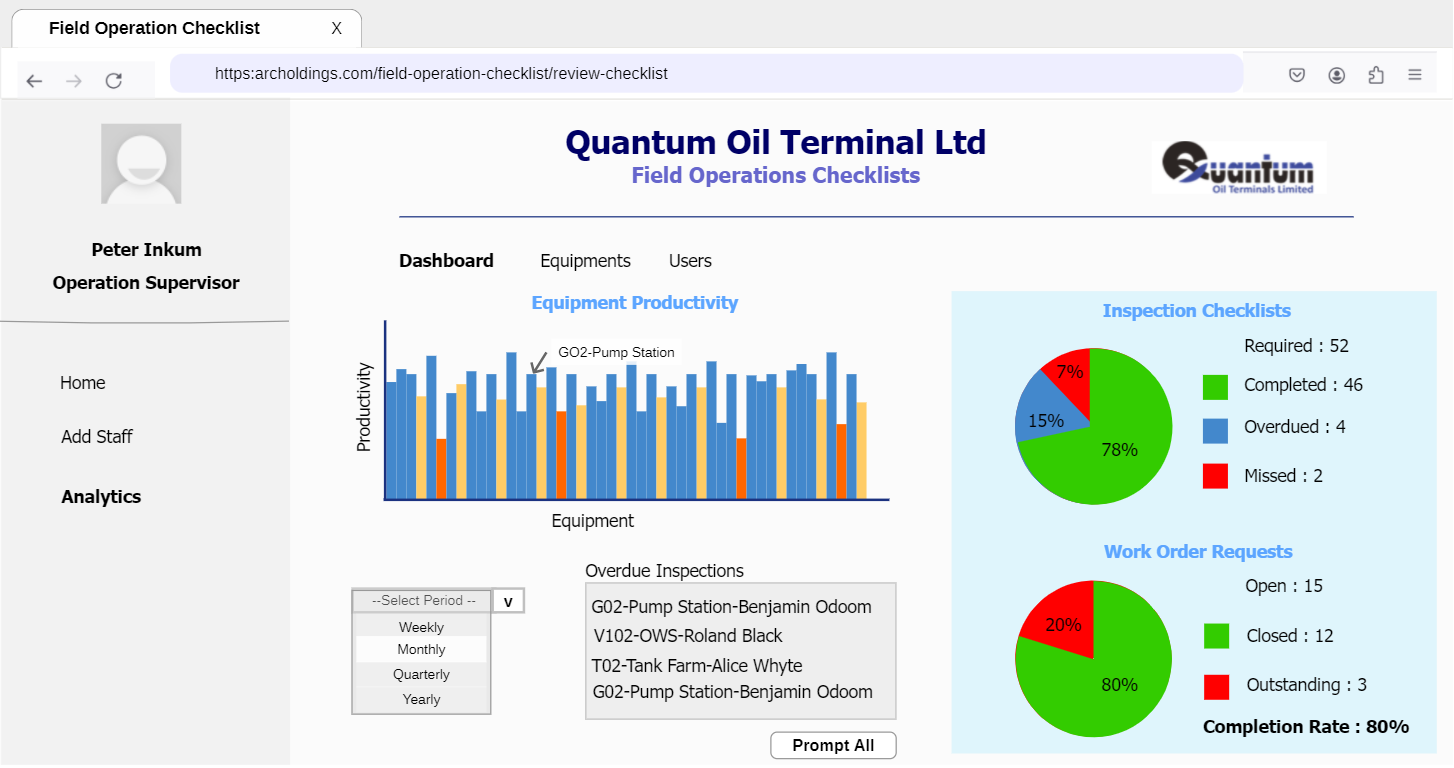 Field Operation Checklist X
https:archoldings.com/field-operation-checklist/review-checklist
Quantum Oil Terminal Ltd
Field Operations Checklists
Quantum
Oil Terminals Limited
Peter Inkum
Operation Supervisor
Home
Add Staff
Analytics
Dashboard Equipments Users
Equipment Productivity
GO2-Pump Station
Productivity
Equipment
--Select Period -- v
Weekly
Monthly
Quarterly
Yearly
Overdue Inspections
G02-Pump Station-Benjamin Odoom
V102-OWS-Roland Black
T02-Tank Farm-Alice Whyte
G02-Pump Station-Benjamin Odoom
Prompt All
Inspection Checklists
7%
15%
78%
Required : 52
Completed : 46
Overdued : 4
Missed : 2
Work Order Requests
20%
80%
Open : 15
Closed : 12
Outstanding : 3
Completion Rate : 80%